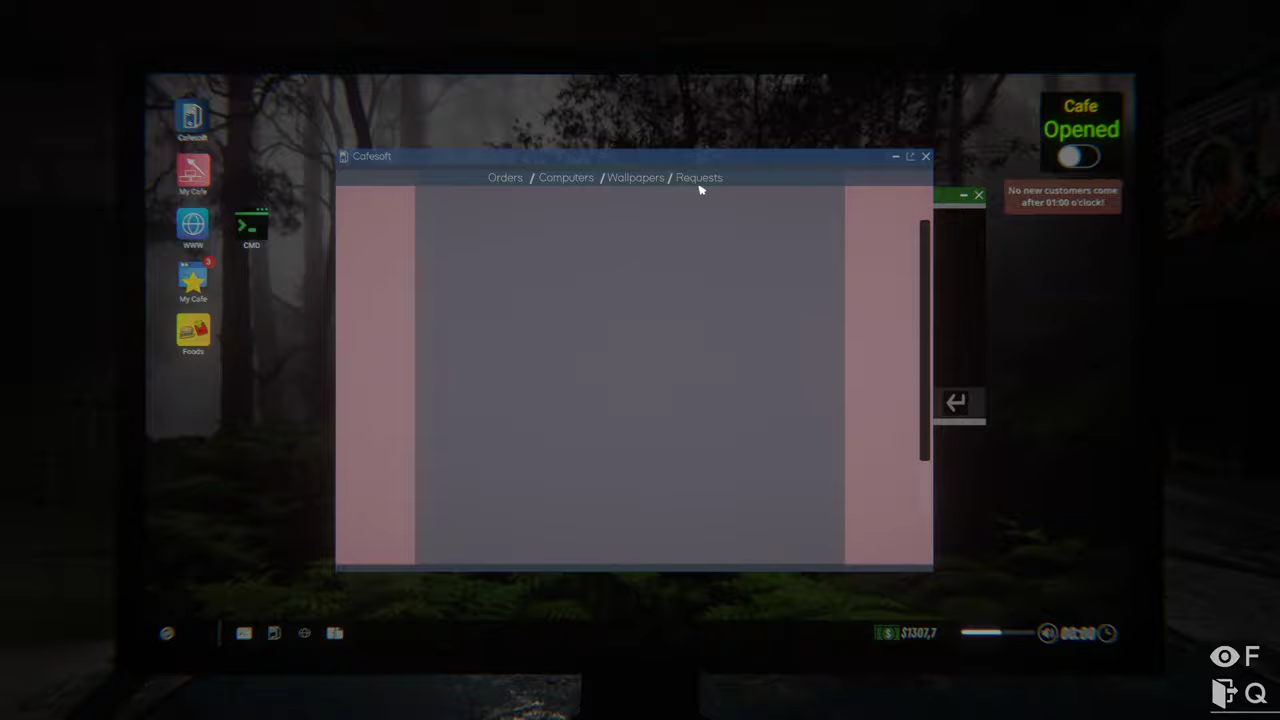 Cafesoft
My Cafe
WWW
CMD
My Cafe
3
Foods
Cafesoft
Orders / Computers / Wallpapers / Requests
Cafe
Opened
No new customers come
after 01:00 o'clock!
$1307,7
F
Q